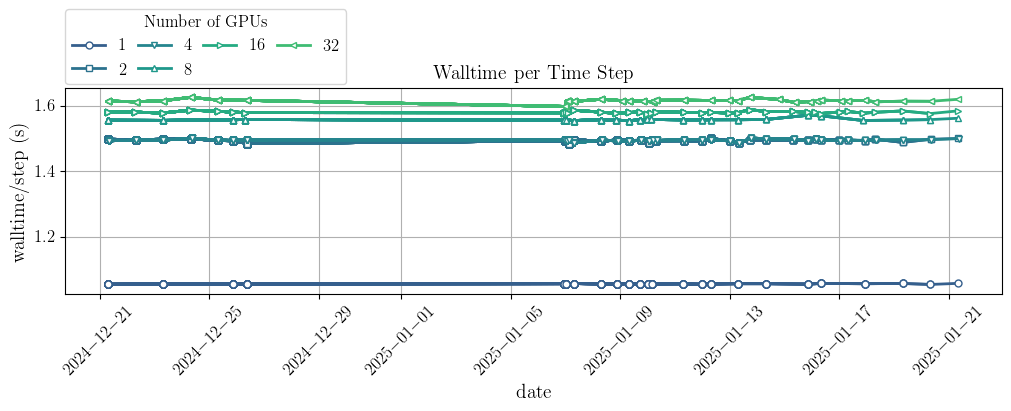 Number of GPUs
1 4 16 32
2 8
Walltime per Time Step
walltime/step (s)
1.6
1.4
1.2
2024−12−21
2024−12−25
2024−12−29
2025−01−01
2025−01−05
2025−01−09
2025−01−13
2025−01−17
2025−01−21
date